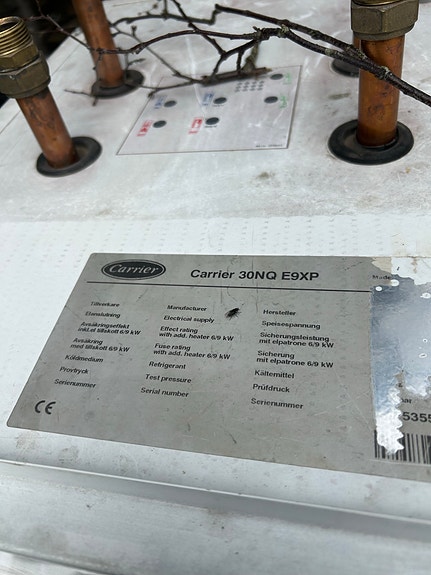 Carrier
Carrier 30NQ E9XP
Tillverkare
Manufacturer
Hersteller
Elanslutning
Electrical supply
Speisespannung
Avsäkringseffekt
inkl.el tillskott 6/9 kW
Effect rating
with add. heater 6/9 kW
Sicherungsleistung
mit elpatrone 6/9 kW
Avsäkring
med tillskott 6/9 kW
Fuse rating
with add. heater 6/9 kW
Sicherung
mit elpatrone 6/9 kW
Köldmedium
Refrigerant
Kältemittel
Provtryck
Test pressure
Prüfdruck
Serienummer
Serial number
Serienummer
CE